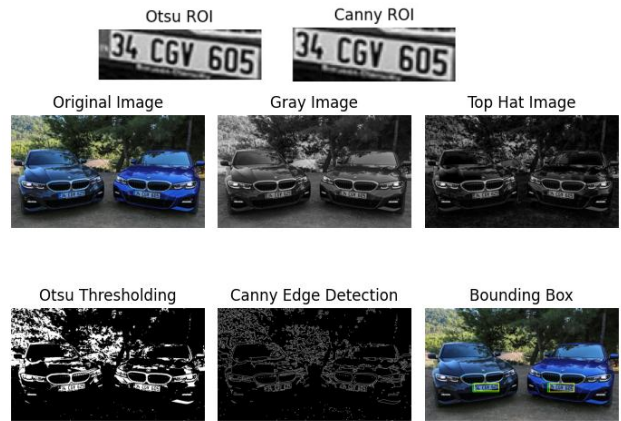 Otsu ROI
Canny ROI
34 CGV 605
34 CGV 605
Original Image
Gray Image
Top Hat Image
Otsu Thresholding
Canny Edge Detection
Bounding Box